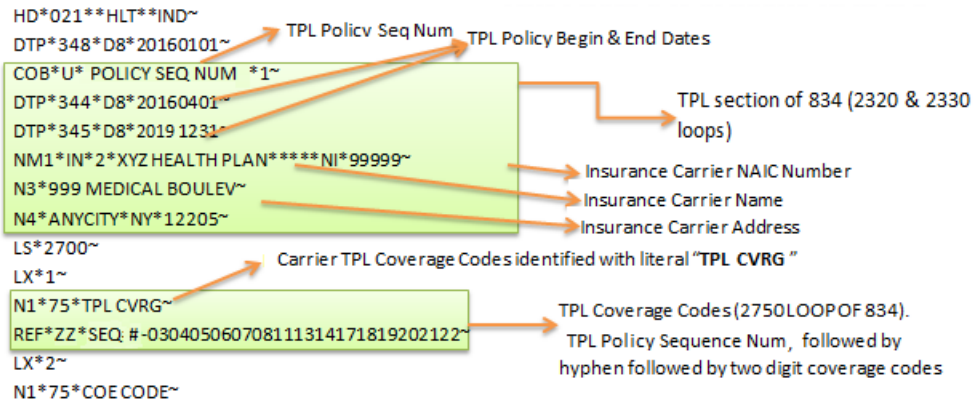 HD*021**HLT**IND~
DTP*348*D8*20160101~
TPL Policy Seq Num
TPL Policy Begin & End Dates
COB*U* POLICY SEQ NUM *1~
DTP*344*D8*20160401~
DTP*345*D8*2019 1231~
TPL section of 834 (2320 & 2330
loops)
NM1*IN*2*XYZ HEALTH PLAN*****NI*99999~
N3*999 MEDICAL BOULEV~
N4*ANYCITY*NY*12205~
Insurance Carrier NAIC Number
Insurance Carrier Name
Insurance Carrier Address
LS*2700~
LX*1~
Carrier TPL Coverage Codes identified with literal “TPL CVRG ”
N1*75*TPL CVRG~
REF*ZZ*SEQ: #-030405060708111314171819202122~
TPL Coverage Codes (2750LOOPOF 834).
TPL Policy Sequence Num, followed by
hyphen followed by two digit coverage codes
LX*2~
N1*75*COE CODE~